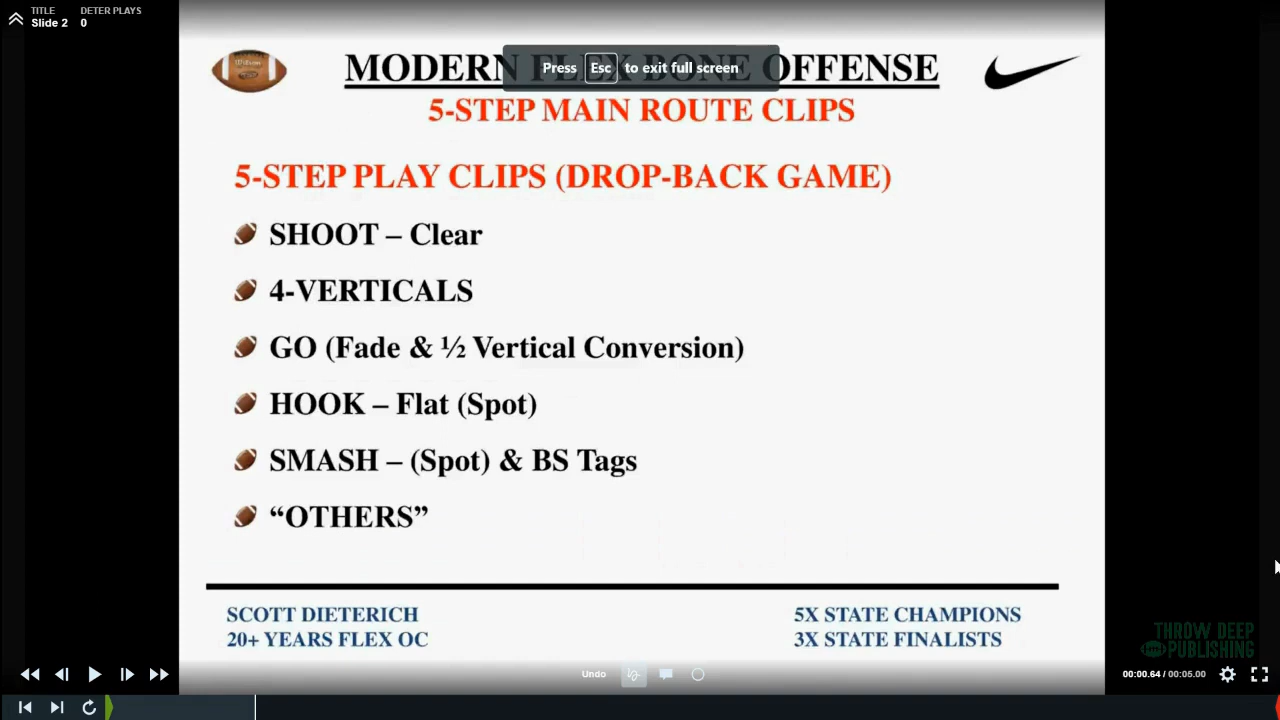 TITLE DETER PLAYS
Slide 2 0
MODERN FLEX BONE OFFENSE
Press Esc to exit full screen
5-STEP MAIN ROUTE CLIPS
5-STEP PLAY CLIPS (DROP-BACK GAME)
SHOOT – Clear
4-VERTICALS
GO (Fade & ½ Vertical Conversion)
HOOK – Flat (Spot)
SMASH – (Spot) & BS Tags
“OTHERS”
SCOTT DIETERICH
20+ YEARS FLEX OC
5X STATE CHAMPIONS
3X STATE FINALISTS
THROW DEEP
PUBLISHING
Undo
00:00.64 / 00:05.00